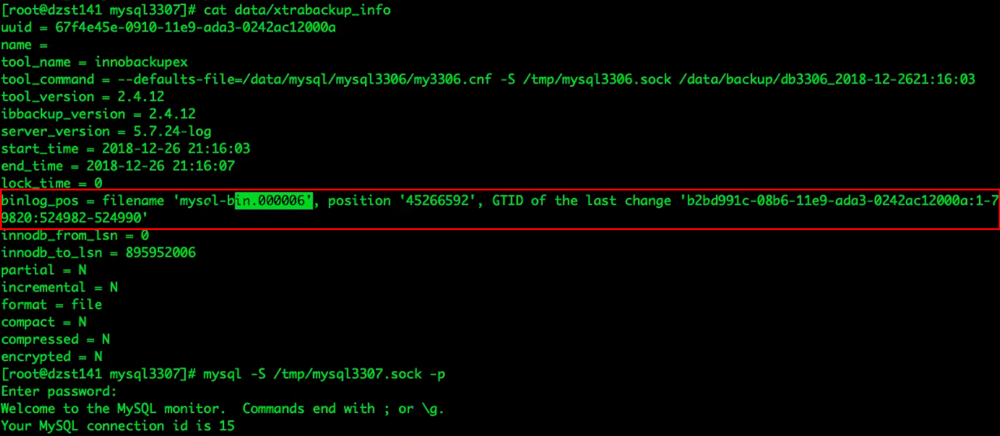 [root@dzst141 mysql3307]# cat data/xtrabackup_info
uuid = 67f4e45e-0910-11e9-ada3-0242ac12000a
name =
tool_name = innobackupex
tool_command = --defaults-file=/data/mysql/mysql3306/my3306.cnf -S /tmp/mysql3306.sock /data/backup/db3306_2018-12-2621:16:03
tool_version = 2.4.12
ibbackup_version = 2.4.12
server_version = 5.7.24-log
start_time = 2018-12-26 21:16:03
end_time = 2018-12-26 21:16:07
lock_time = 0
binlog_pos = filename 'mysql-bin.000006', position '45266592', GTID of the last change 'b2bd991c-08b6-11e9-ada3-0242ac12000a:1-7
9820:524982-524990'
innodb_from_lsn = 0
innodb_to_lsn = 895952006
partial = N
incremental = N
format = file
compact = N
compressed = N
encrypted = N
[root@dzst141 mysql3307]# mysql -S /tmp/mysql3307.sock -p
Enter password:
Welcome to the MySQL monitor.  Commands end with ; or \g.
Your MySQL connection id is 15